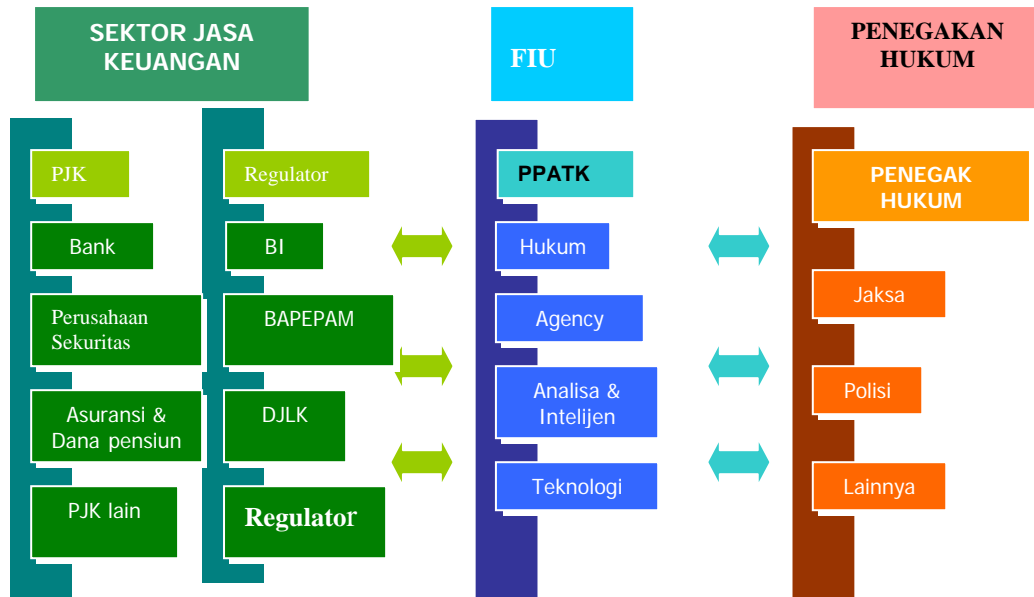 SEKTOR JASA
KEUANGAN
FIU
PENEGAKAN
HUKUM
PJK
Bank
Perusahaan
Sekuritas
Asuransi &
Dana pensiun
PJK lain
Regulator
BI
BAPEPAM
DJLK
Regulator
PPATK
Hukum
Agency
Analisa &
Intelijen
Teknologi
PENEGAK
HUKUM
Jaksa
Polisi
Lainnya